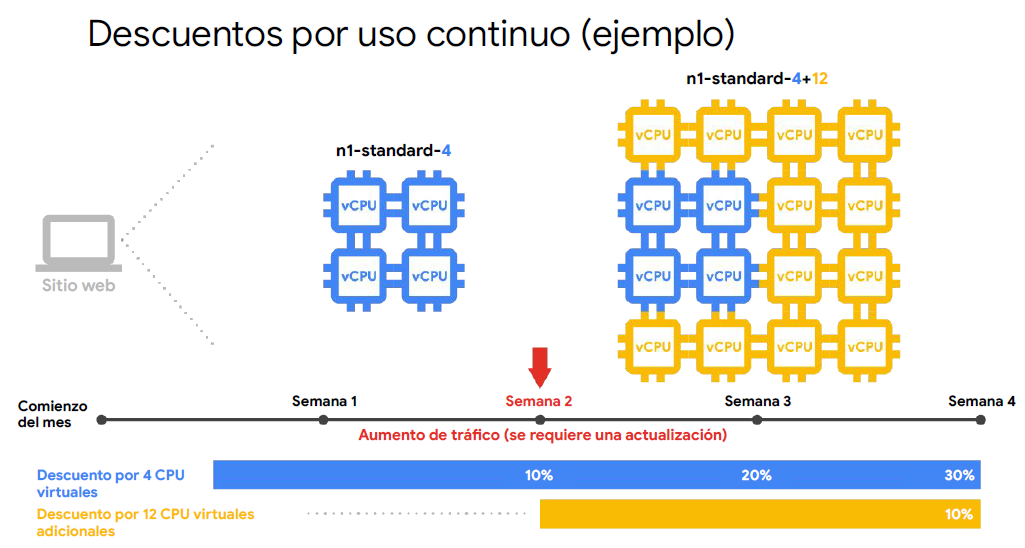 Descuentos por uso continuo (ejemplo)
n1-standard-4+12
n1-standard-4
vCPU vCPU vCPU vCPU
vCPU vCPU
vCPU vCPU vCPU vCPU
vCPU vCPU
vCPU vCPU vCPU vCPU
vCPU vCPU vCPU vCPU
Sitio web
Comienzo
del mes
Semana 1
Semana 2
Semana 3
Semana 4
Aumento de tráfico (se requiere una actualización)
Descuento por 4 CPU
virtuales
10%
20%
30%
Descuento por 12 CPU virtuales
adicionales
10%